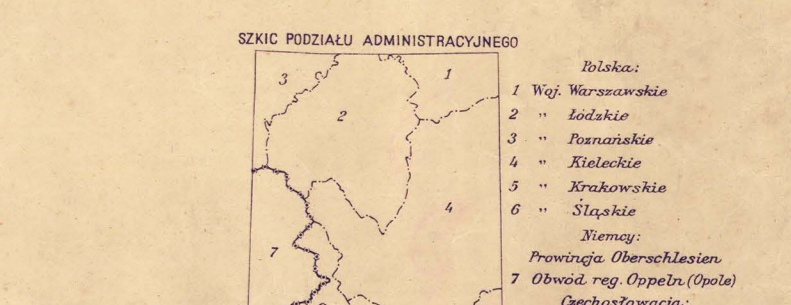 SZKIC PODZIAŁU ADMINISTRACYJNEGO
3
1
2
4
7
Polska:
1 Woj. Warszawskie
2 " Łódzkie
3 " Poznańskie
4 " Kieleckie
5 " Krakowskie
6 " Śląskie
Niemcy:
Prowincja Oberschlesien
7 Obwód reg. Oppeln (Opole)
Czechosłowacja: